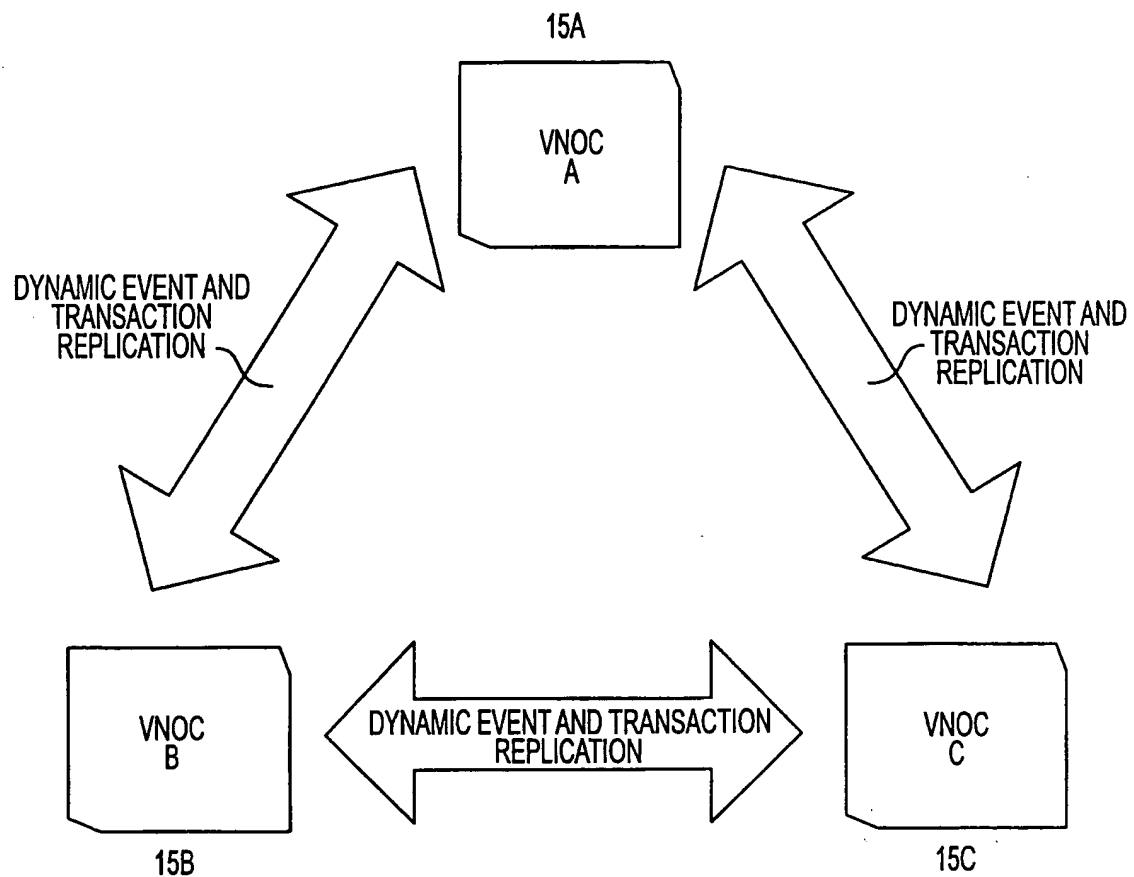 15A
VNOC
A
DYNAMIC EVENT AND
TRANSACTION
REPLICATION
DYNAMIC EVENT AND
TRANSACTION
REPLICATION
VNOC
B
DYNAMIC EVENT AND TRANSACTION
REPLICATION
VNOC
C
15B
15C